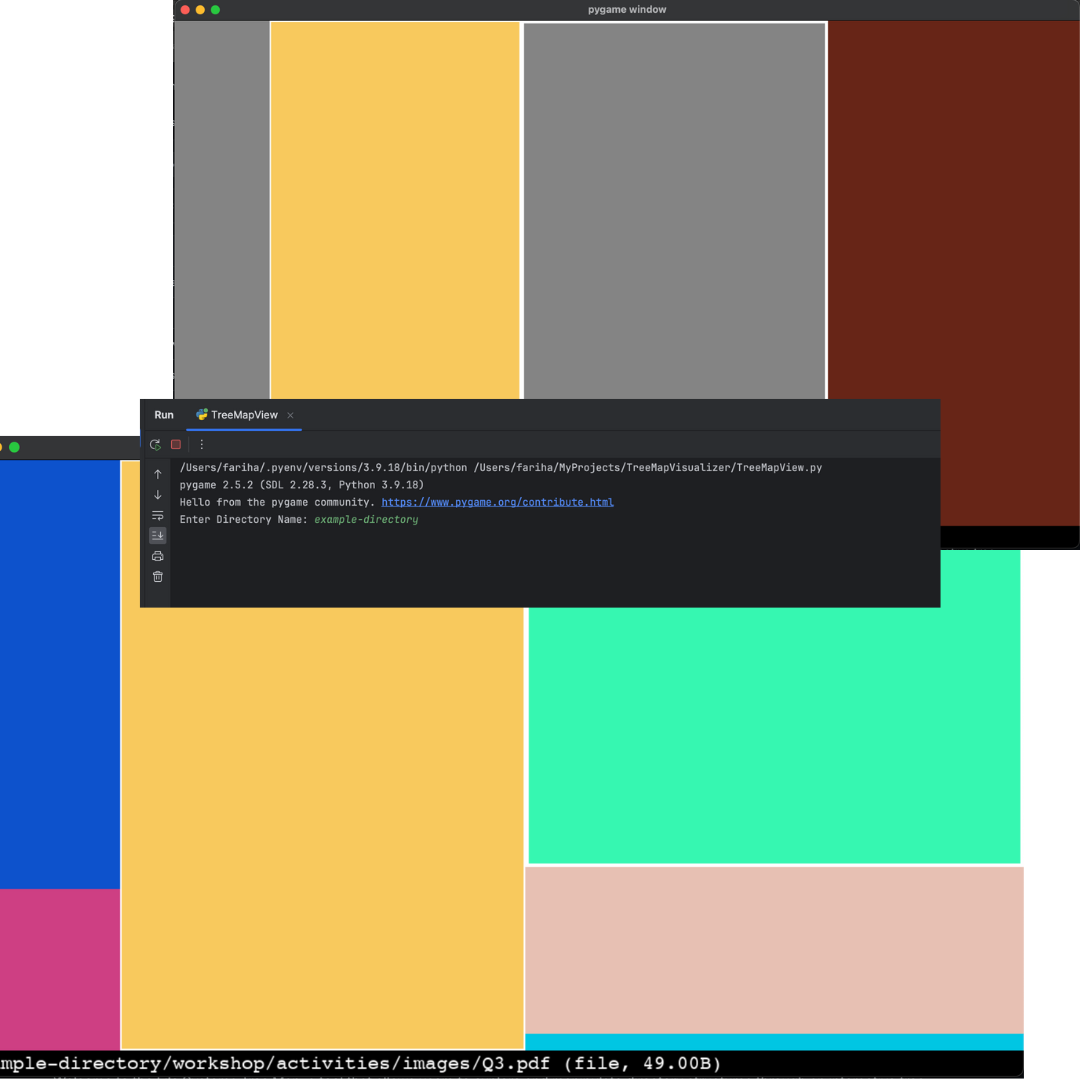 pygame window
Run TreeMapView
/Users/fariha/.pyenv/versions/3.9.18/bin/python /Users/fariha/MyProjects/TreeMapVisualizer/TreeMapView.py
pygame 2.5.2 (SDL 2.28.3, Python 3.9.18)
Hello from the pygame community. https://www.pygame.org/contribute.html
Enter Directory Name: example-directory
mple-directory/workshop/activities/images/Q3.pdf (file, 49.00B)